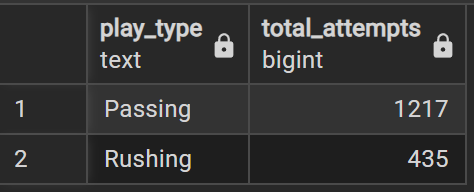 play_type total_attempts
text bigint
1 Passing 1217
2 Rushing 435